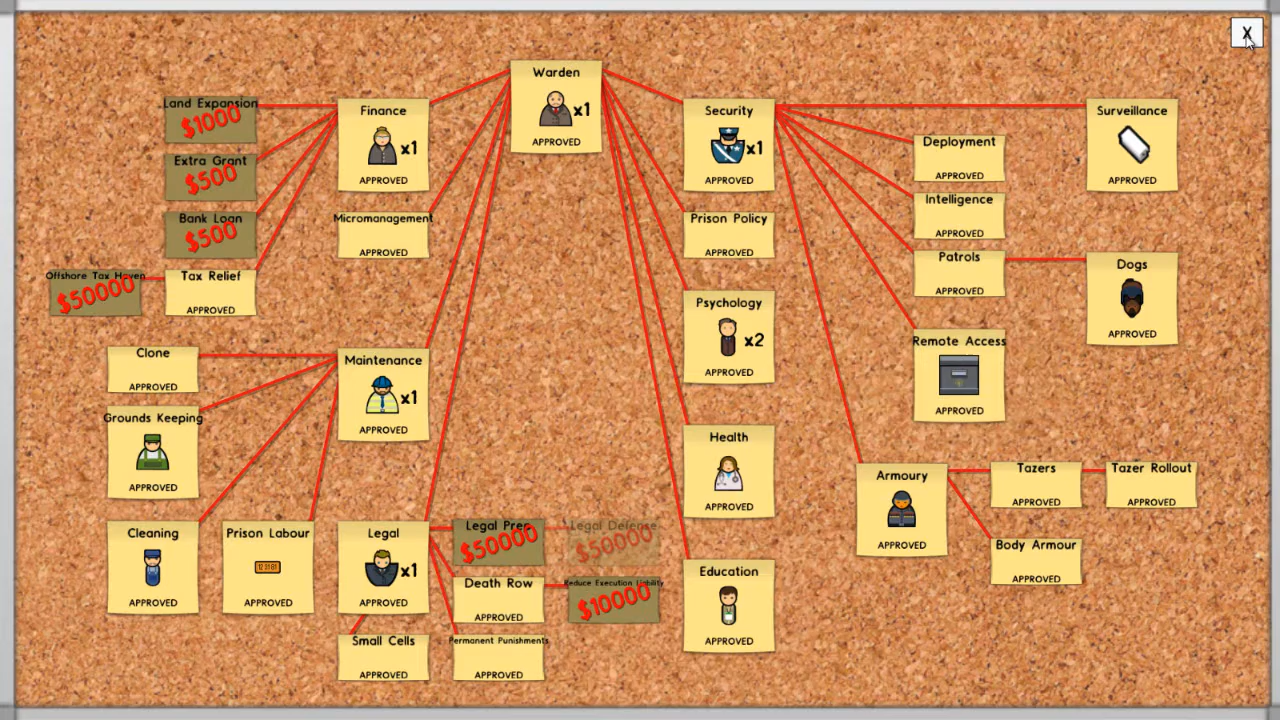 X
Warden
x1
APPROVED
Finance
x1
APPROVED
Land Expansion
$1000
Extra Grant
$500
Bank Loan
$500
Offshore Tax Haven
$50000
Tax Relief
APPROVED
Micromanagement
APPROVED
Clone
APPROVED
Grounds Keeping
APPROVED
Maintenance
x1
APPROVED
Cleaning
APPROVED
Prison Labour
APPROVED
Legal
x1
APPROVED
Legal Prep
$50000
Legal Defense
$50000
Death Row
APPROVED
Reduce Execution Liability
$10000
Small Cells
APPROVED
Permanent Punishments
APPROVED
Security
x1
APPROVED
Prison Policy
APPROVED
Psychology
x2
APPROVED
Health
APPROVED
Education
APPROVED
Deployment
APPROVED
Intelligence
APPROVED
Patrols
APPROVED
Remote Access
APPROVED
Surveillance
APPROVED
Dogs
APPROVED
Armoury
APPROVED
Tazers
APPROVED
Tazer Rollout
APPROVED
Body Armour
APPROVED